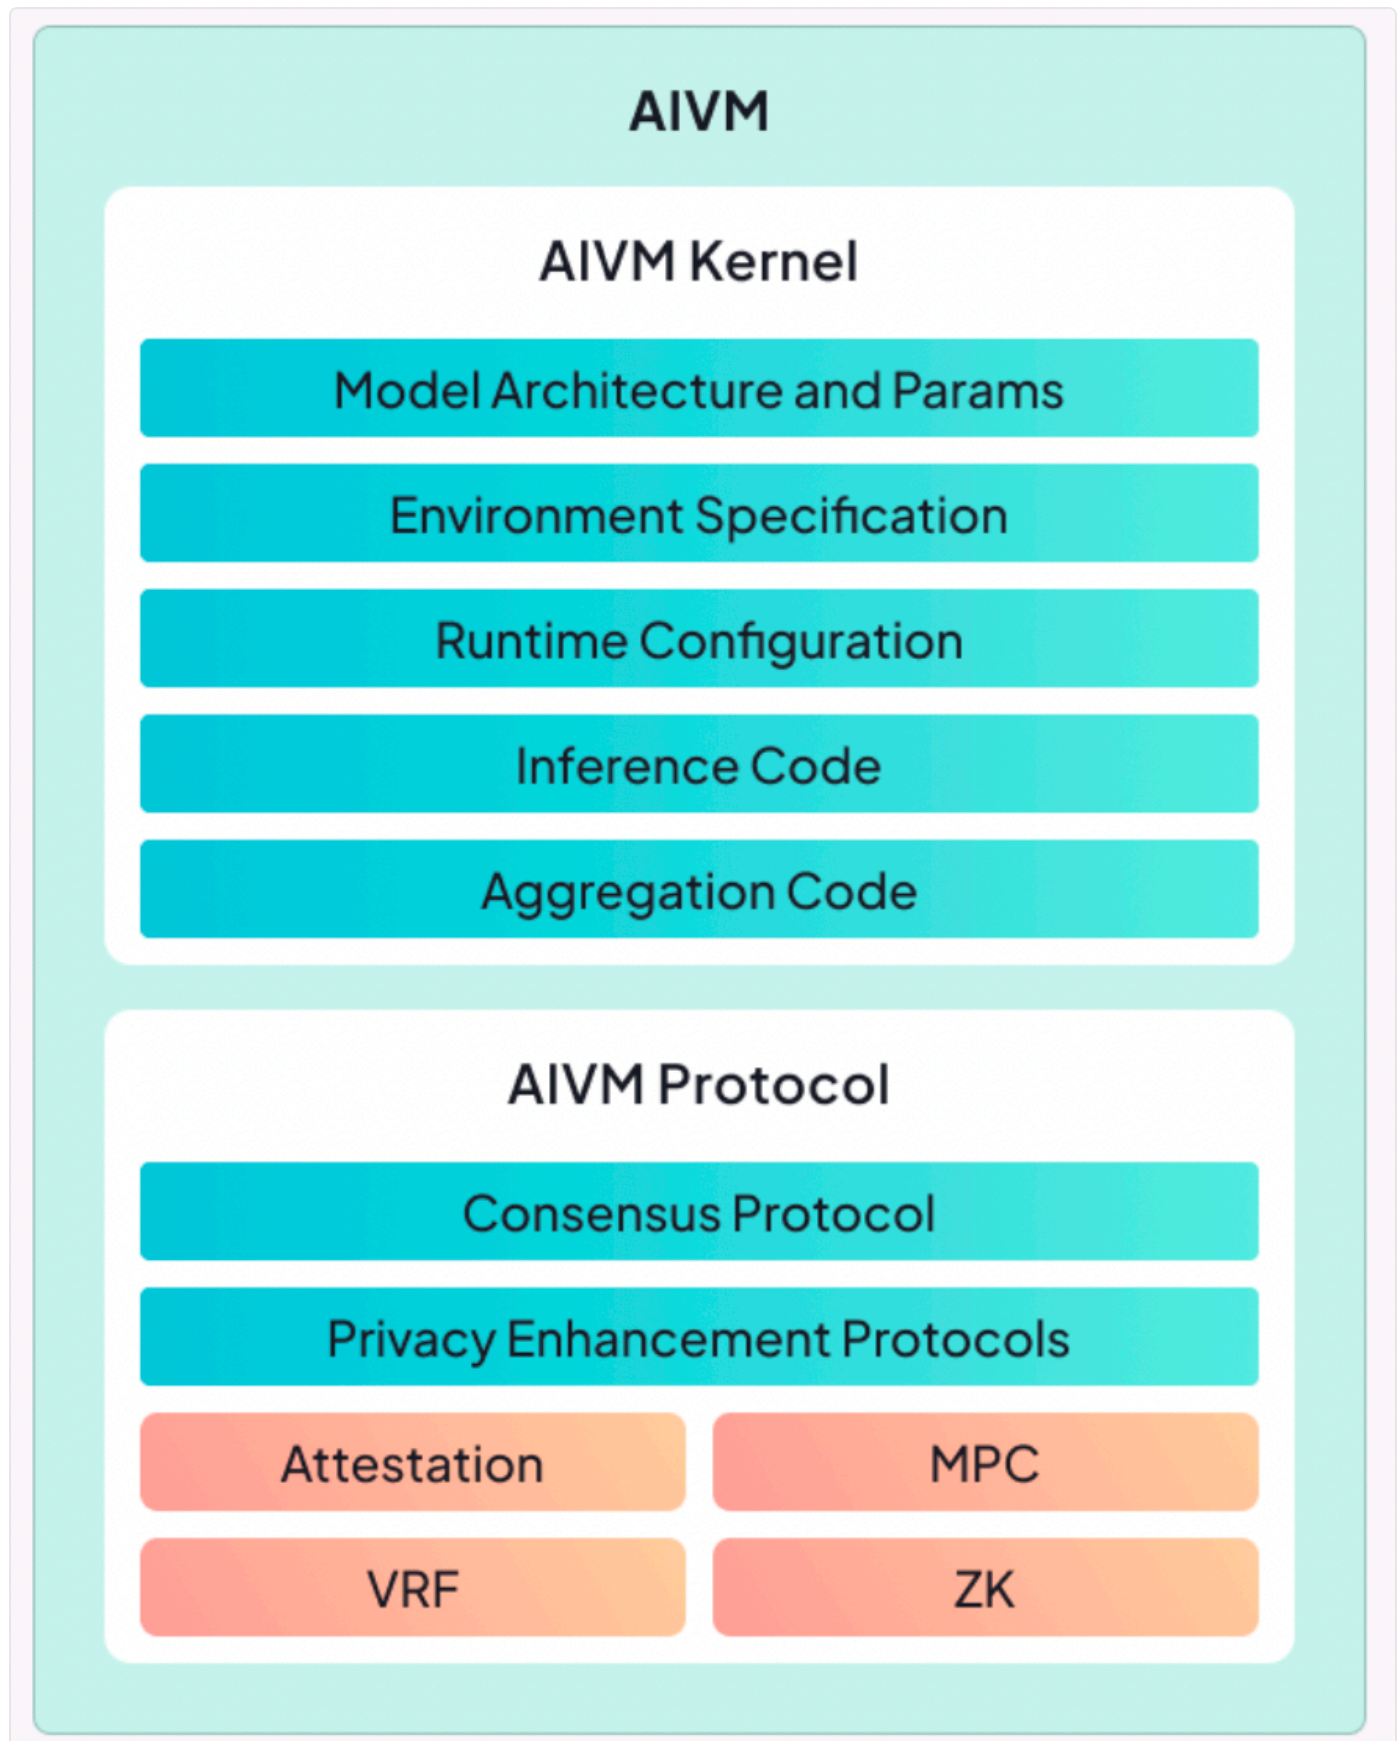 AIVM
AIVM Kernel
Model Architecture and Params
Environment Specification
Runtime Configuration
Inference Code
Aggregation Code
AIVM Protocol
Consensus Protocol
Privacy Enhancement Protocols
Attestation
MPC
VRF
ZK